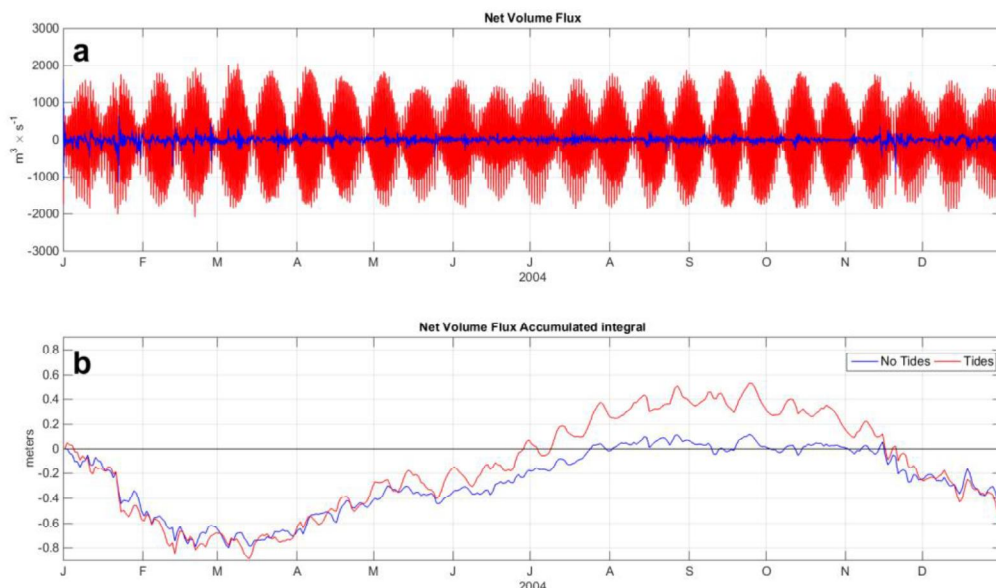 Net Volume Flux
a
3000
2000
1000
0
-1000
-2000
-3000
m³ × s⁻¹
J F M A M J J A S O N D
2004
Net Volume Flux Accumulated integral
b
No Tides Tides
0.8
0.6
0.4
0.2
0
-0.2
-0.4
-0.6
-0.8
meters
J F M A M J J A S O N D
2004